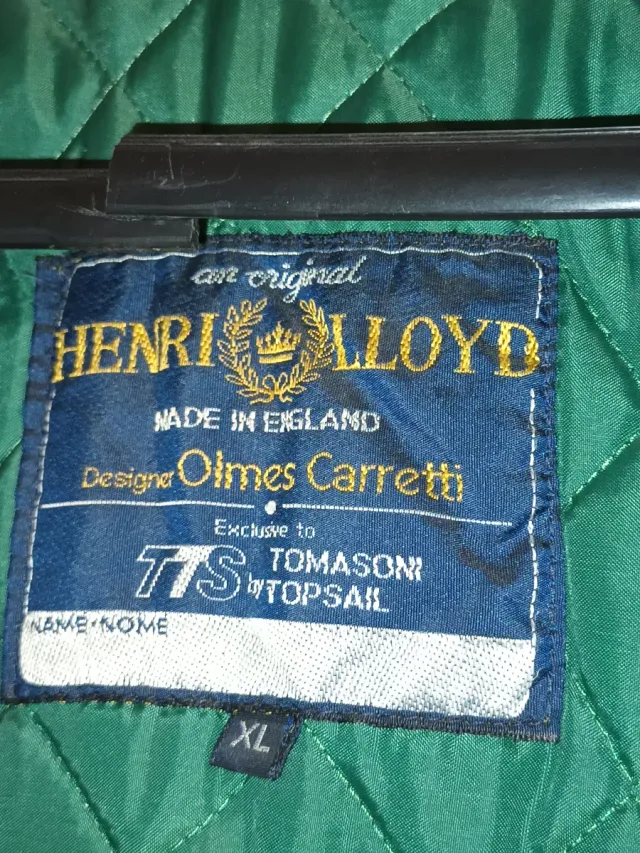 an original
HENRI LLOYD
MADE IN ENGLAND
Designer Olmes Carretti
Exclusive to
TTS by TOMASONI TOPSAIL
NAME·NOME
XL